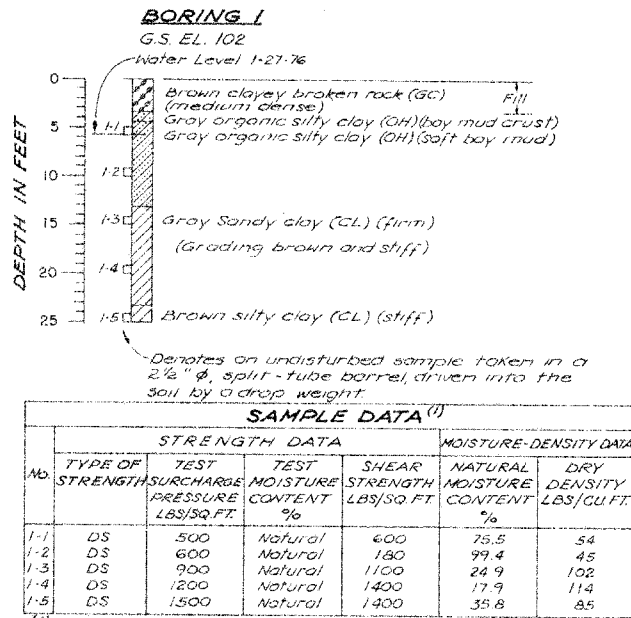 BORING 1
G.S. EL. 102
Water Level 1-27-76
0
Brown clayey broken rock (GC)
(medium dense)
Fill
Gray organic silty clay (OH)(bay mud crust)
5
1-1
Gray organic silty clay (OH)(soft bay mud)
10
1-2
15
1-3
Gray Sandy clay (CL) (firm)
(Grading brown and stiff)
20
1-4
25
1-5
Brown silty clay (CL) (stiff)
DEPTH IN FEET
Denotes an undisturbed sample taken in a
2½" φ, split-tube barrel, driven into the
soil by a drop weight.
SAMPLE DATA (1)
STRENGTH DATA MOISTURE-DENSITY DATA
No. TYPE OF STRENGTH TEST SURCHARGE PRESSURE LBS/SQ.FT. TEST MOISTURE CONTENT % SHEAR STRENGTH LBS/SQ.FT. NATURAL MOISTURE CONTENT % DRY DENSITY LBS/CU.FT.
1-1 DS 500 Natural 600 75.5 54
1-2 DS 600 Natural 180 99.4 45
1-3 DS 900 Natural 1100 24.9 102
1-4 DS 1200 Natural 1400 17.9 114
1-5 DS 1500 Natural 1400 35.8 85